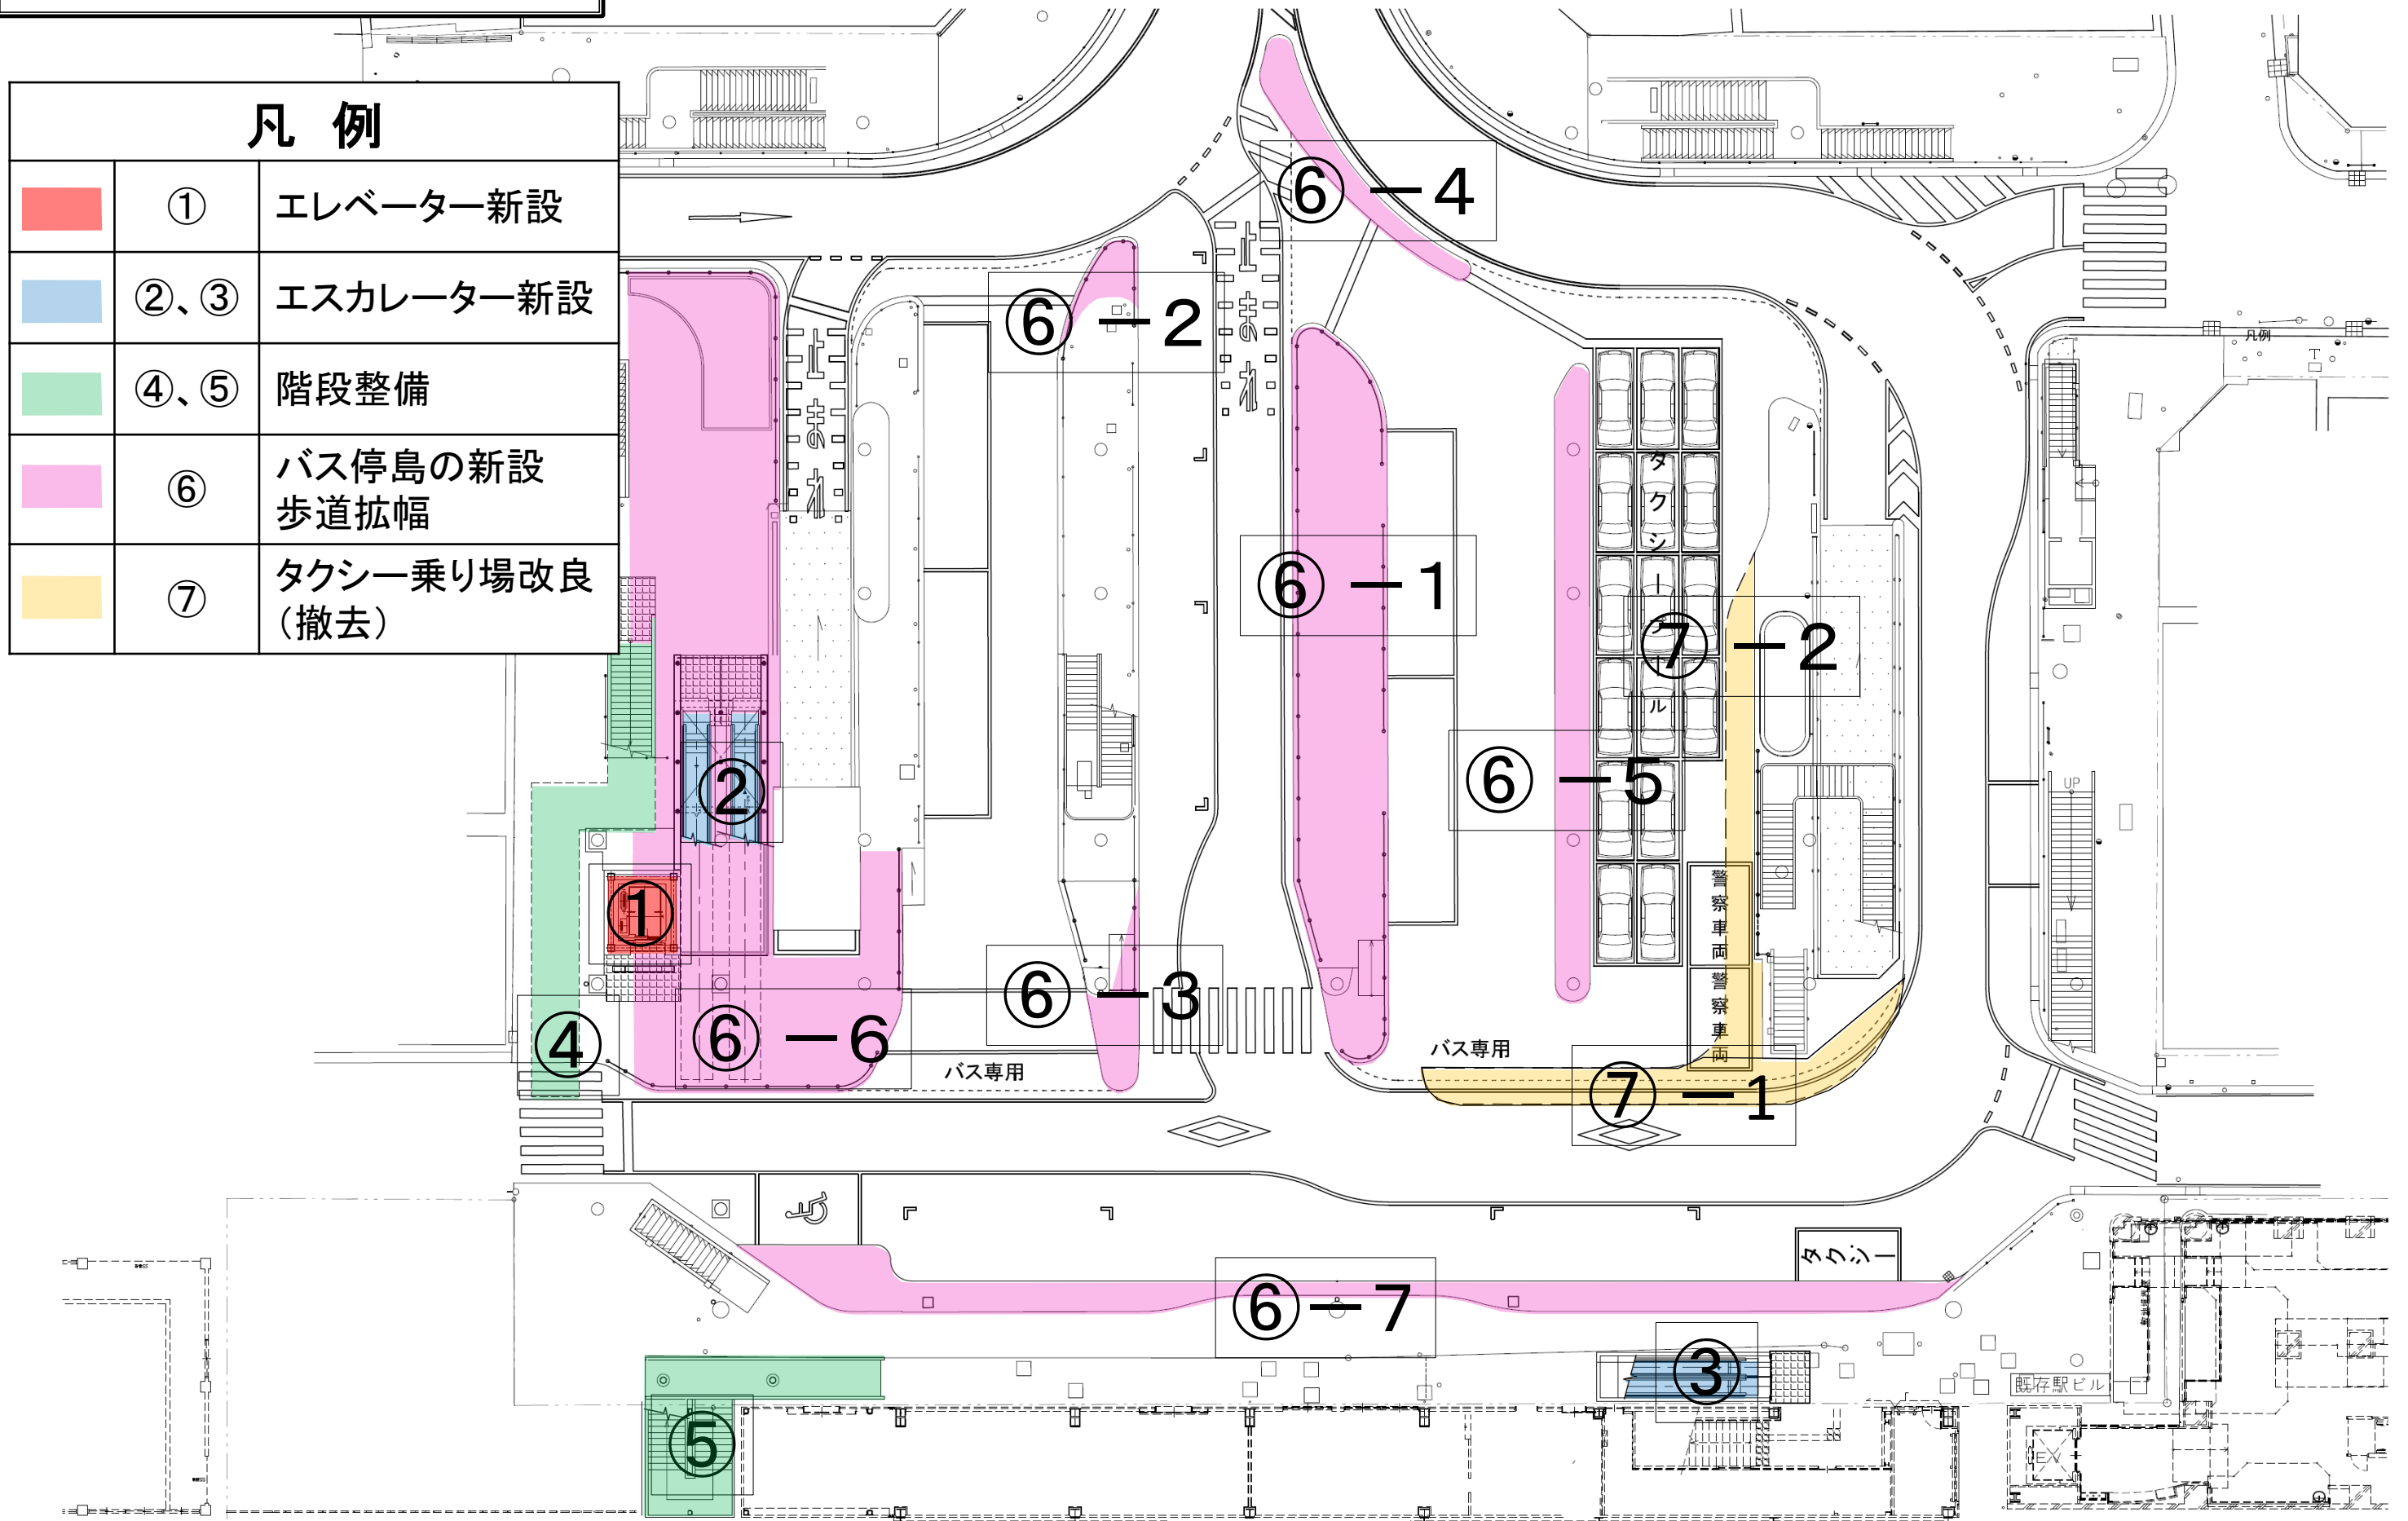 凡 例
① エレベーター新設
②、③ エスカレーター新設
④、⑤ 階段整備
⑥ バス停島の新設
歩道拡幅
⑦ タクシー乗り場改良
（撤去）
⑥－4
⑥－2
止まれ
止まれ
凡例
T
タクシープール
⑥－1
⑦－2
⑥－5
②
UP
①
警察車両
警察車両
⑥－3
④
⑥－6
バス専用
バス専用
⑦－1
タクシー
⑥－7
③
既存駅ビル
⑤
EV